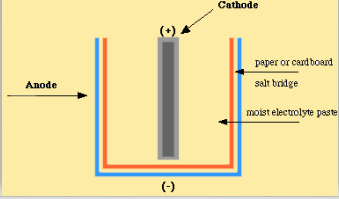 Cathode
(+)
paper or cardboard
Anode
salt bridge
moist electrolyte paste
(-)